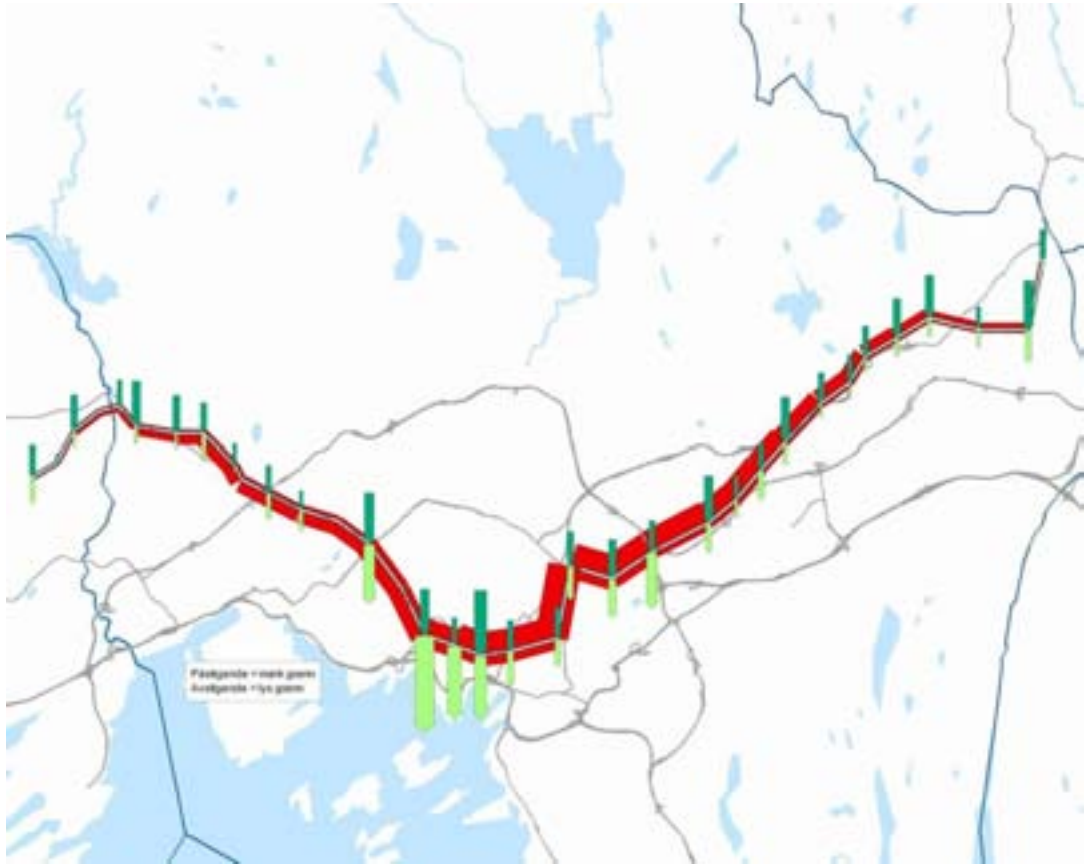 Påstigende = mørk grønn
Avstigende = lys grønn